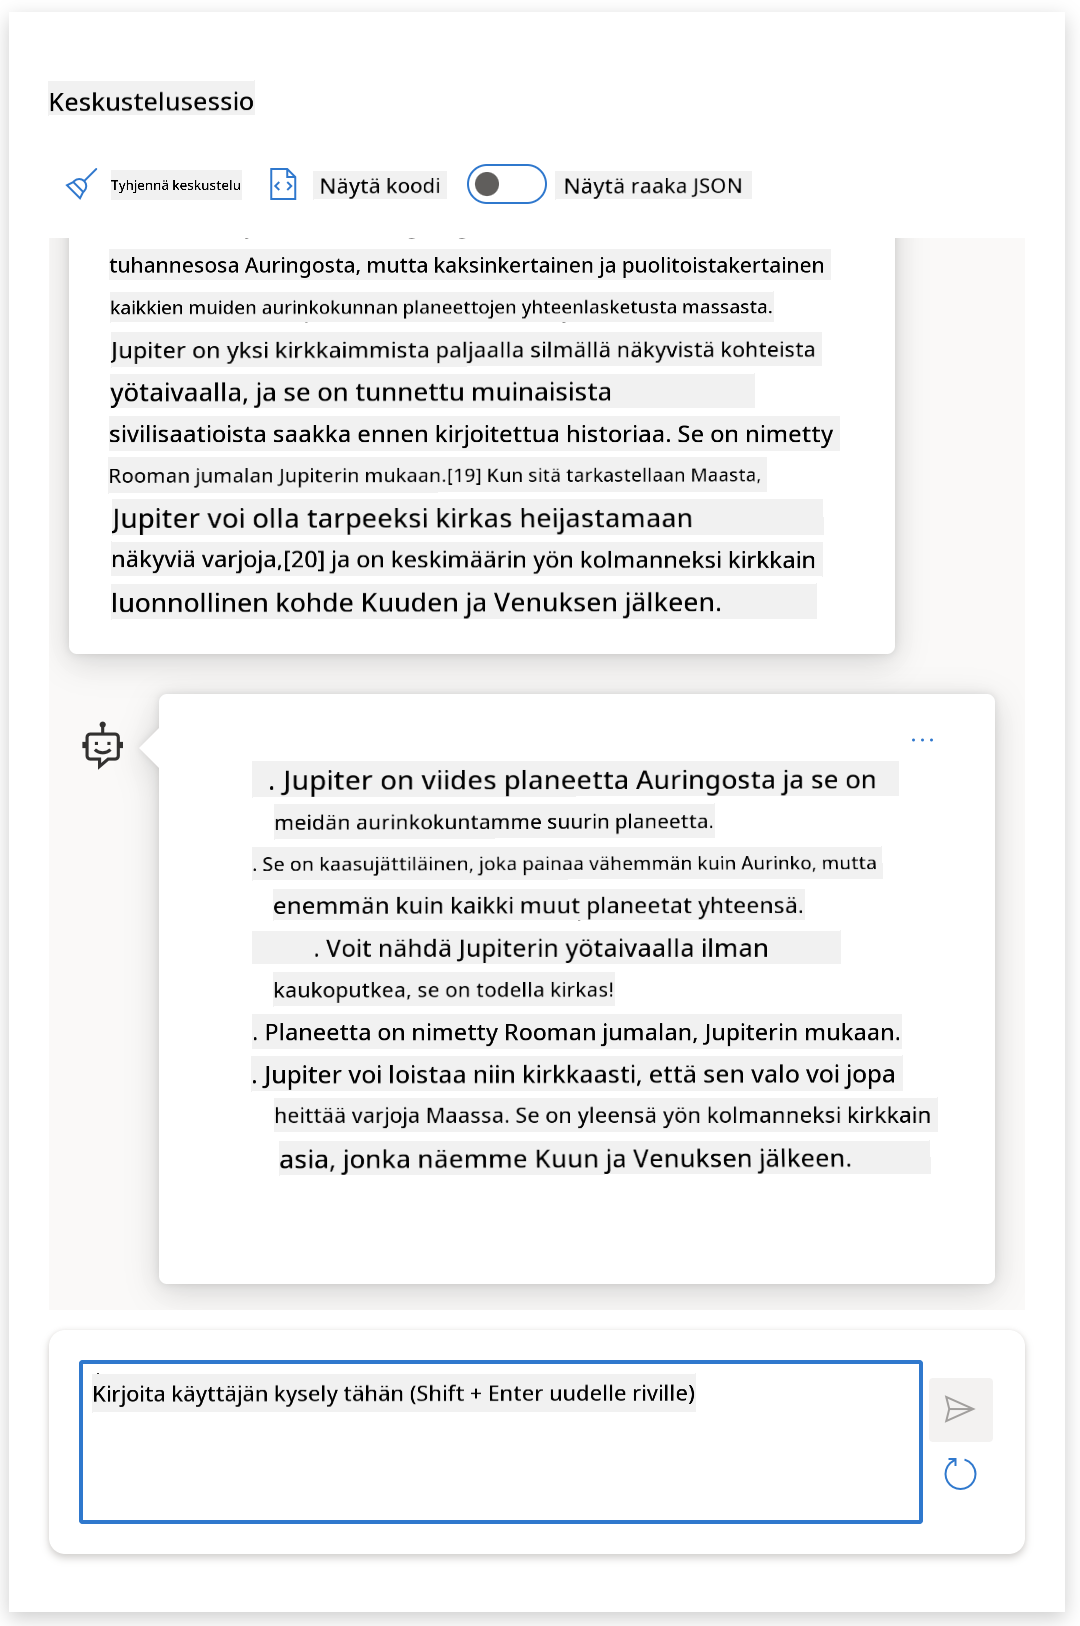 Keskustelusessio
Tyhjennä keskustelu Näytä koodi Näytä raaka JSON
tuhannesosa Auringosta, mutta kaksinkertainen ja puolitoistakertainen
kaikkien muiden aurinkokunnan planeettojen yhteenlasketusta massasta.
Jupiter on yksi kirkkaimmista paljaalla silmällä näkyvistä kohteista
yötaivaalla, ja se on tunnettu muinaisista
sivilisaatioista saakka ennen kirjoitettua historiaa. Se on nimetty
Rooman jumalan Jupiterin mukaan.[19] Kun sitä tarkastellaan Maasta,
Jupiter voi olla tarpeeksi kirkas heijastamaan
näkyviä varjoja,[20] ja on keskimäärin yön kolmanneksi kirkkain
luonnollinen kohde Kuuden ja Venuksen jälkeen.
. Jupiter on viides planeetta Auringosta ja se on
meidän aurinkokuntamme suurin planeetta.
. Se on kaasujättiläinen, joka painaa vähemmän kuin Aurinko, mutta
enemmän kuin kaikki muut planeetat yhteensä.
. Voit nähdä Jupiterin yötaivaalla ilman
kaukoputkea, se on todella kirkas!
. Planeetta on nimetty Rooman jumalan, Jupiterin mukaan.
. Jupiter voi loistaa niin kirkkaasti, että sen valo voi jopa
heittää varjoja Maassa. Se on yleensä yön kolmanneksi kirkkain
asia, jonka näemme Kuun ja Venuksen jälkeen.
Kirjoita käyttäjän kysely tähän (Shift + Enter uudelle riville)